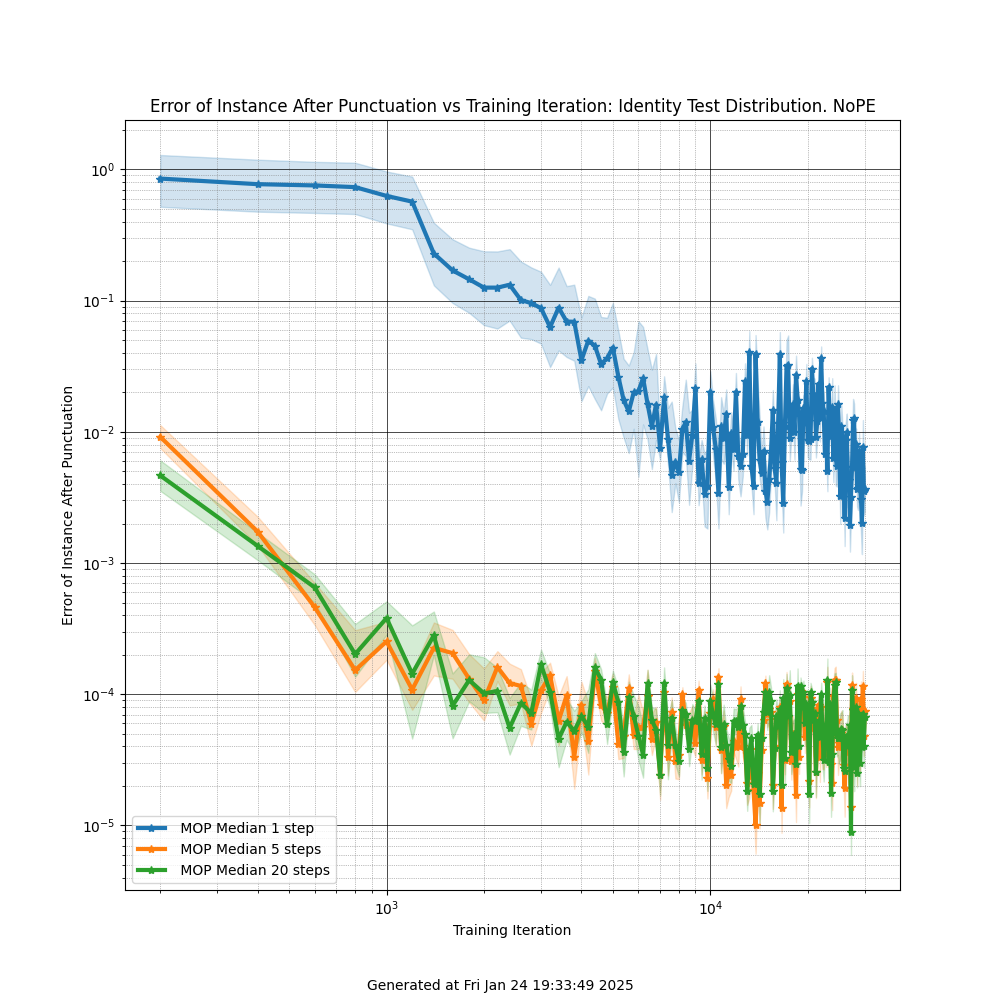 Error of Instance After Punctuation vs Training Iteration: Identity Test Distribution. NoPE
10^0
10^-1
10^-2
10^-3
10^-4
10^-5
Error of Instance After Punctuation
MOP Median 1 step
MOP Median 5 steps
MOP Median 20 steps
10^3
10^4
Training Iteration
Generated at Fri Jan 24 19:33:49 2025